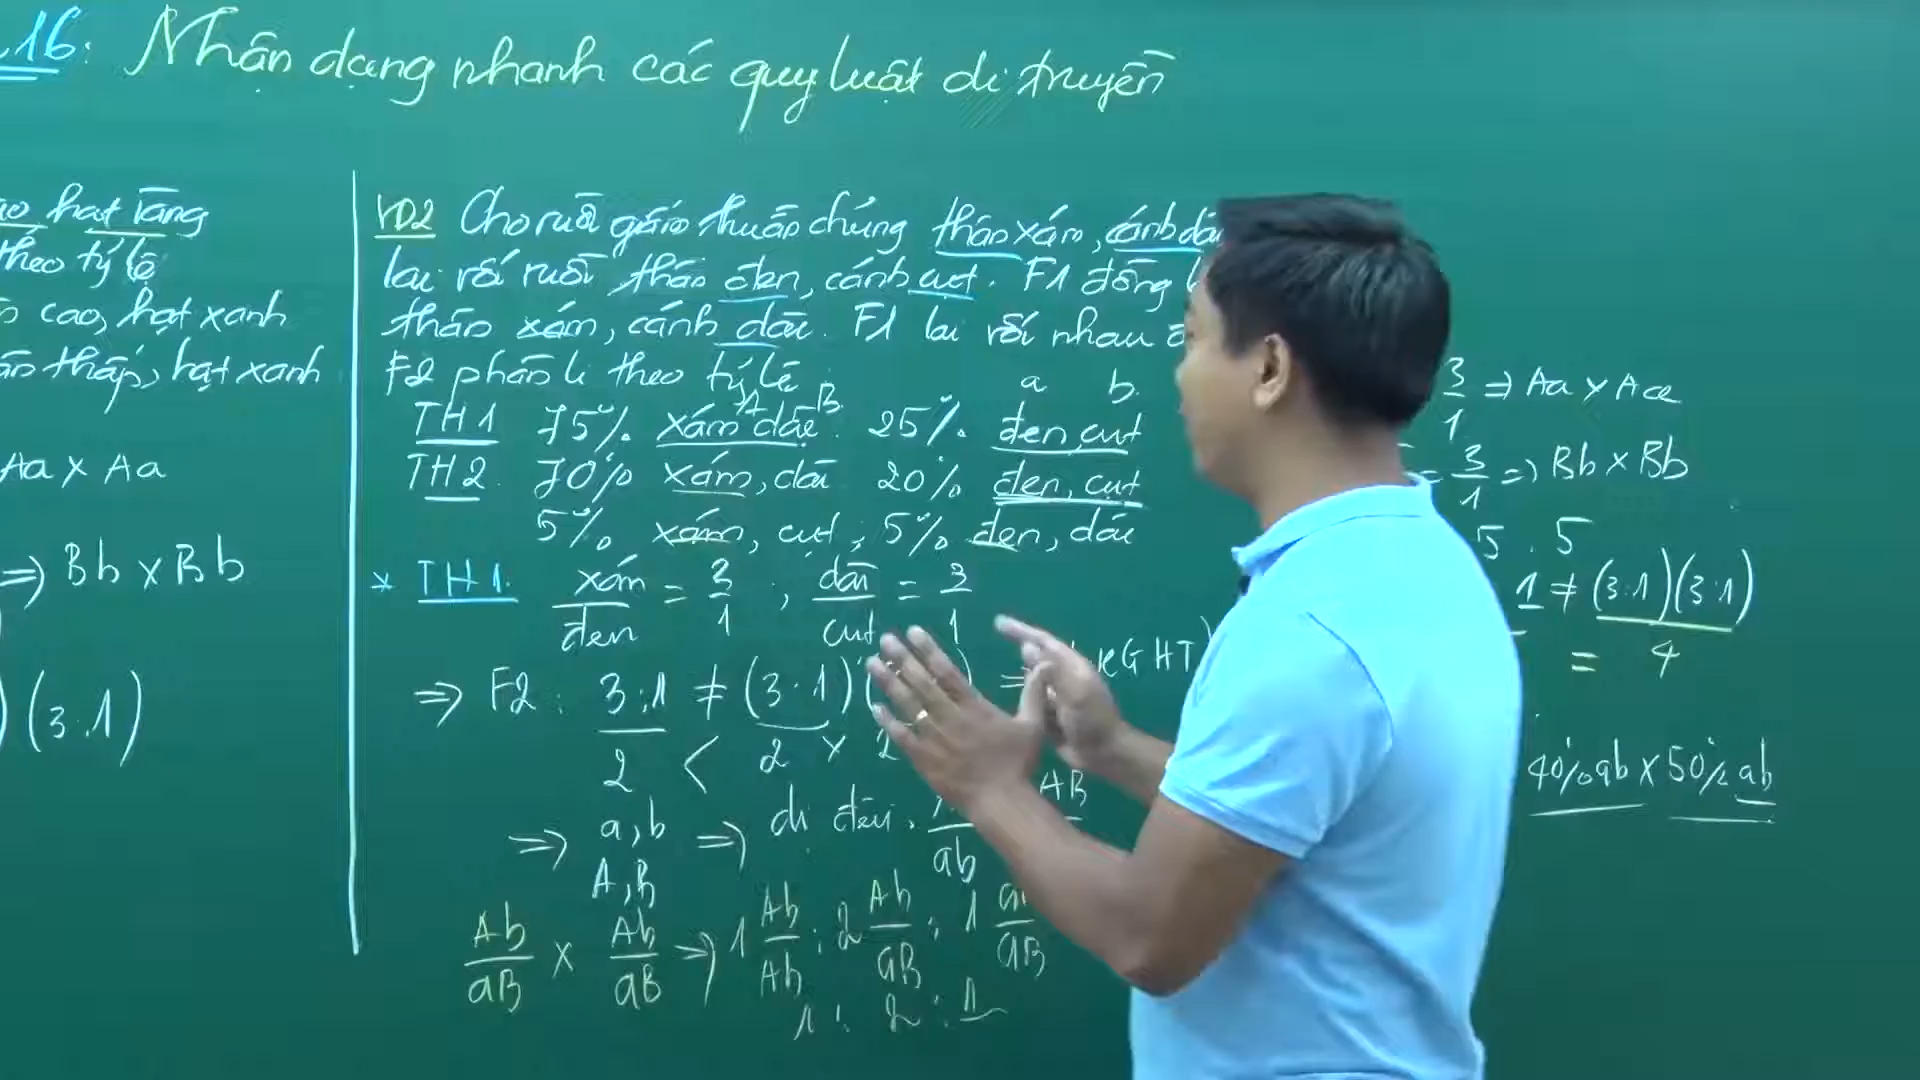 16: Nhận dạng nhanh các quy luật di truyền
hạt vàng
theo tỷ lệ
cao, hạt xanh
thấp, hạt xanh
Aa x Aa
=> Bb x Bb
(3:1)
VD2 Cho ruồi giấm thuần chủng thân xám, cánh dài
lai với ruồi thân đen, cánh cụt. F1 đồng
thân xám, cánh dài. F1 lai với nhau
F2 phân li theo tỷ lệ
A B a b
TH1 75% xám dài: 25% đen, cụt
TH2. 70% xám, dài 20% đen, cụt
5% xám, cụt; 5% đen, dài
* TH1. xám/đen = 3/1; dài/cụt = 3/1
=> F2: 3:1 ≠ (3:1)( ) => GHT
2 < 2 x 2
=> a,b => dị đều. /ab AB
A,B
Ab/aB x Ab/aB => 1 Ab/Ab : 2 Ab/aB : 1 aB/aB
1 : 2 : 1
3/1 => Aa x Aa
= 3/1 => Bb x Bb
5 . 5
1 ≠ (3:1)(3:1)
= 4
40% ab x 50% ab